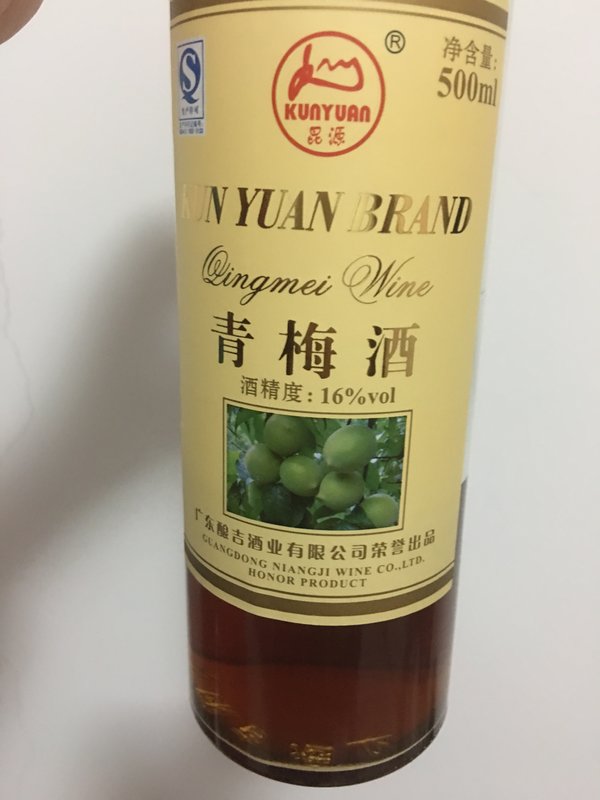 ®
净含量:
500ml
KUNYUAN
昆源
KUN YUAN BRAND
Qingmei Wine
青梅酒
酒精度：16%vol
广东酿吉酒业有限公司荣誉出品
GUANGDONG NIANGJI WINE CO.,LTD.
HONOR PRODUCT